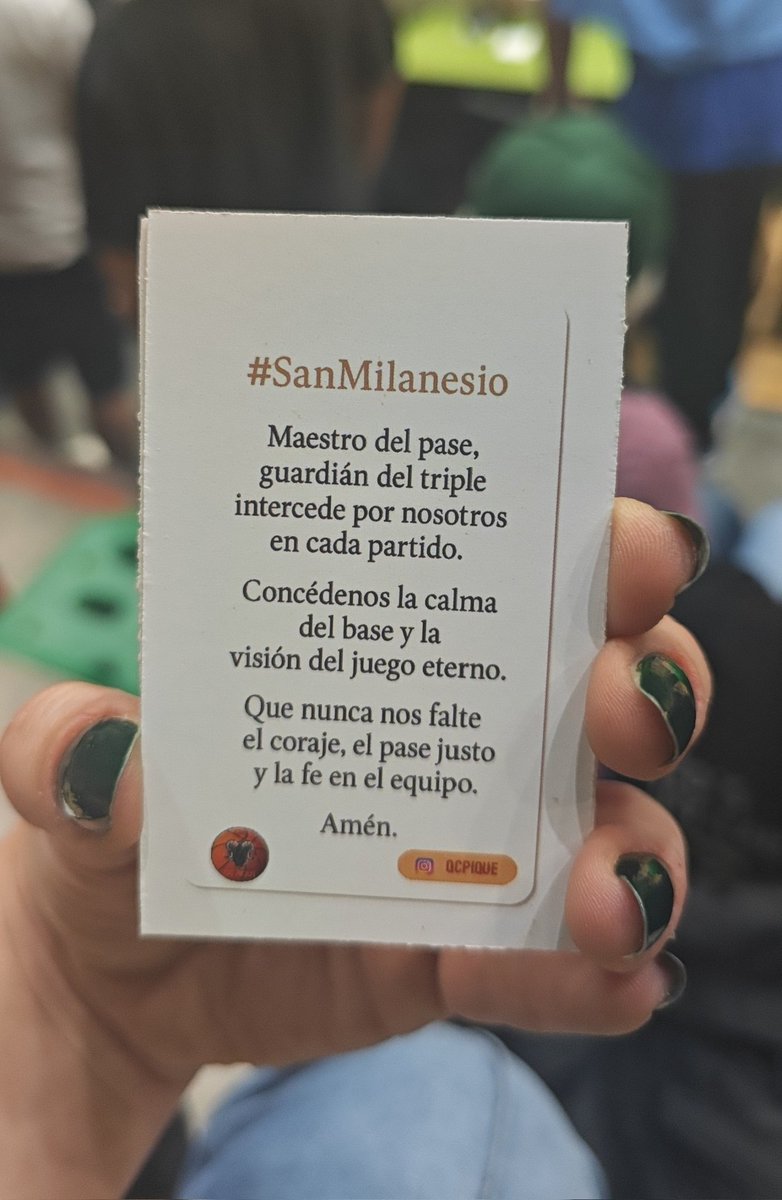 #SanMilanesio
Maestro del pase,
guardián del triple
intercede por nosotros
en cada partido.
Concédenos la calma
del base y la
visión del juego eterno.
Que nunca nos falte
el coraje, el pase justo
y la fe en el equipo.
Amén.
QCPIQUE